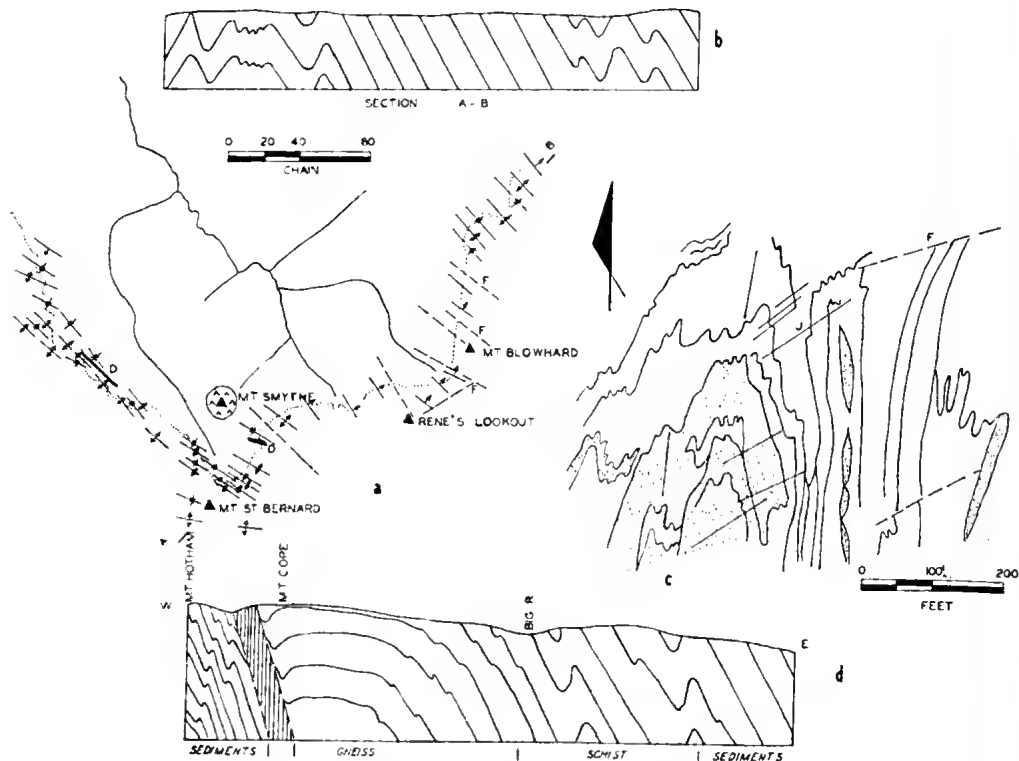 b
SECTION A-B
0 20 40 80
CHAIN
B
F
F
F
F
J
D
MT SMYTHE
D
MT BLOWHARD
RENE'S LOOKOUT
a
MT ST BERNARD
A
c
0 100 200
FEET
W
MT HOTHAM
MT COPE
BIG R
E
d
SEDIMENTS
GNEISS
SCHIST
SEDIMENTS